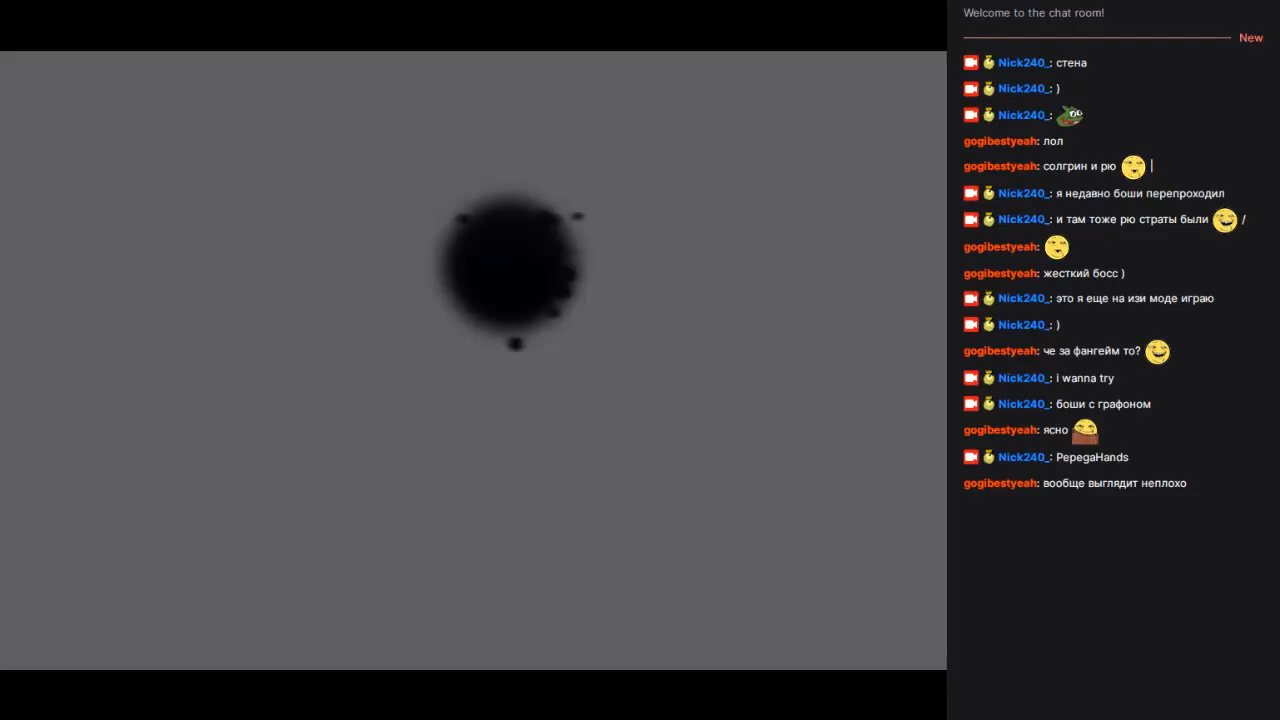 Welcome to the chat room!
New
Nick240_: стена
Nick240_: )
Nick240_:
gogibestyeah: лол
gogibestyeah: солгрин и рю |
Nick240_: я недавно боши перепроходил
Nick240_: и там тоже рю страты были /
gogibestyeah:
gogibestyeah: жесткий босс )
Nick240_: это я еще на изи моде играю
Nick240_: )
gogibestyeah: че за фангейм то?
Nick240_: i wanna try
Nick240_: боши с графоном
gogibestyeah: ясно
Nick240_: PepegaHands
gogibestyeah: вообще выглядит неплохо